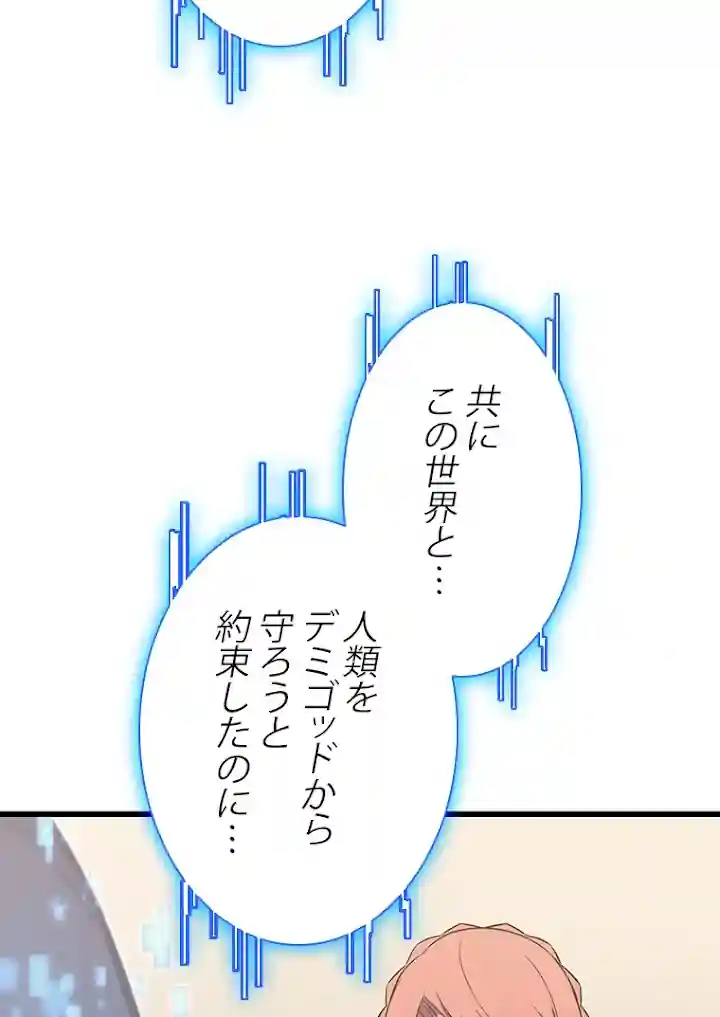 共に
この世界と…
人類を
デミゴッドから
守ろうと
約束したのに…